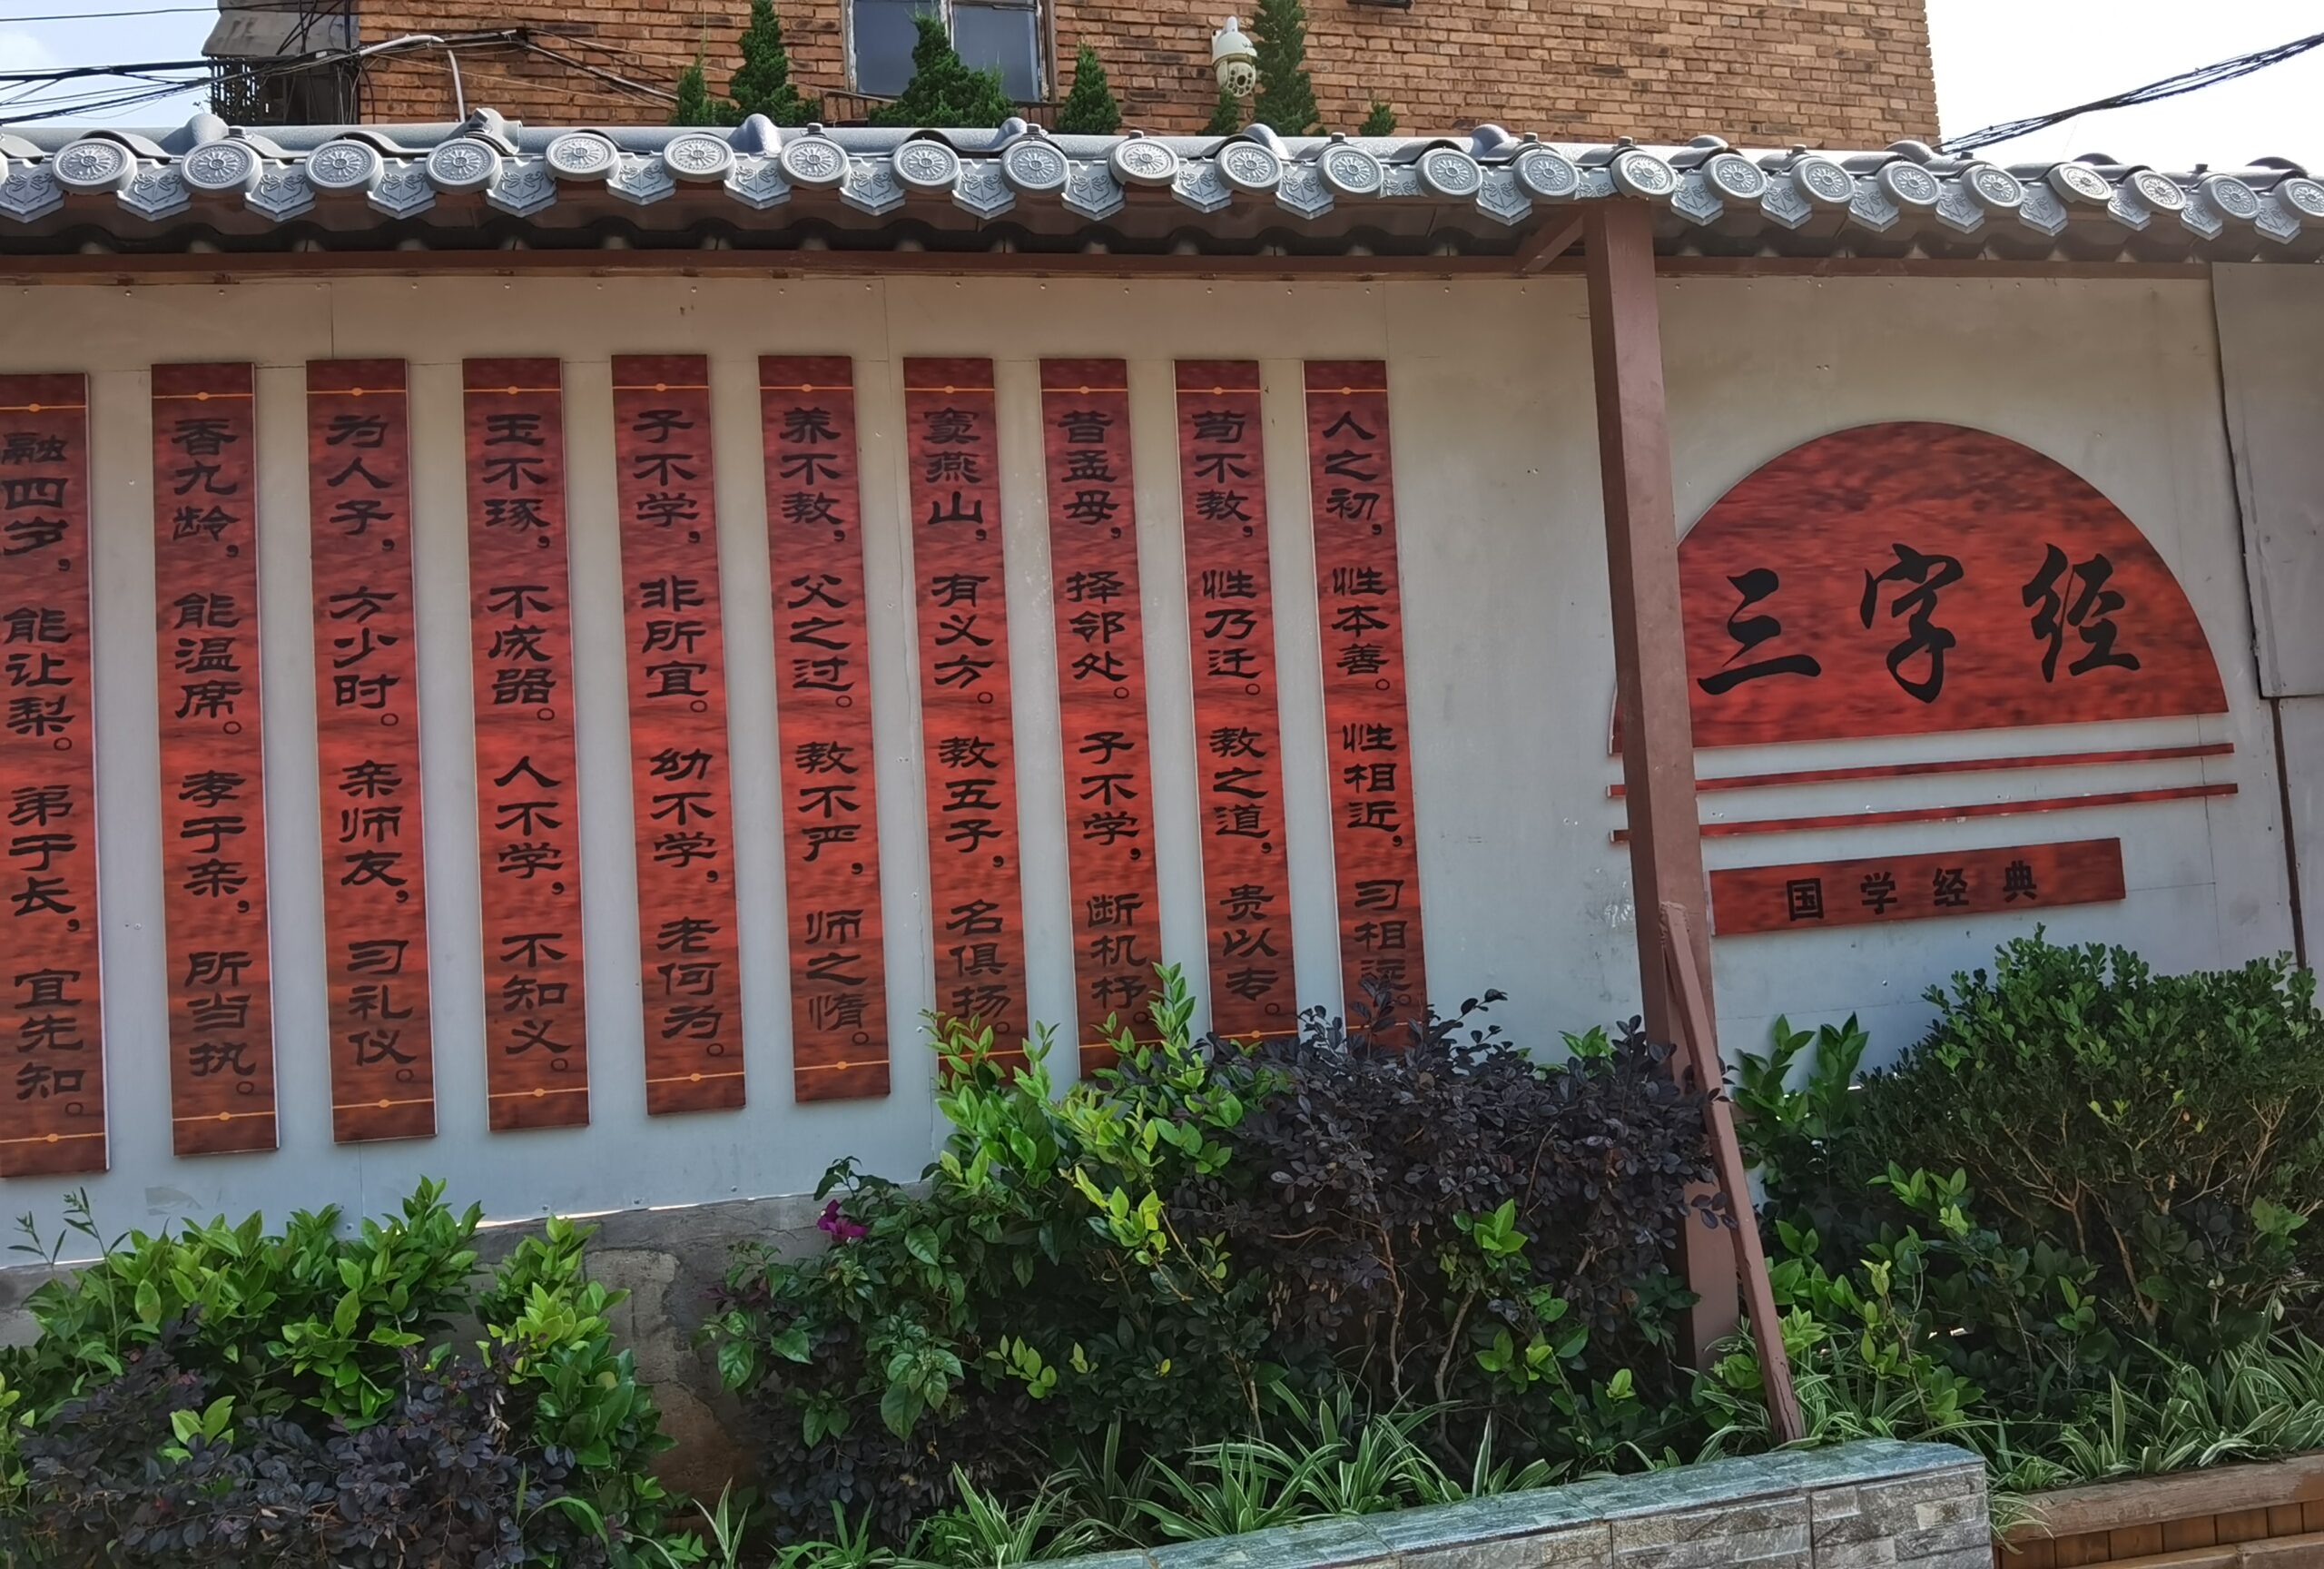 三字经
国学经典
人之初，性本善。性相近，习相远。
苟不教，性乃迁。教之道，贵以专。
昔孟母，择邻处。子不学，断机杼。
窦燕山，有义方。教五子，名俱扬。
养不教，父之过。教不严，师之惰。
子不学，非所宜。幼不学，老何为。
玉不琢，不成器。人不学，不知义。
为人子，方少时。亲师友，习礼仪。
香九龄，能温席。孝于亲，所当执。
融四岁，能让梨。弟于长，宜先知。